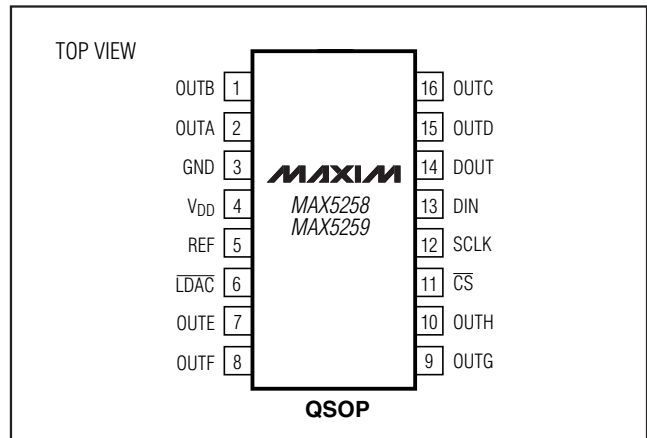 TOP VIEW
OUTB 1
OUTA 2
GND 3
VDD 4
REF 5
LDAC 6
OUTE 7
OUTF 8
MAXIM
MAX5258
MAX5259
16 OUTC
15 OUTD
14 DOUT
13 DIN
12 SCLK
11 CS
10 OUTH
9 OUTG
QSOP